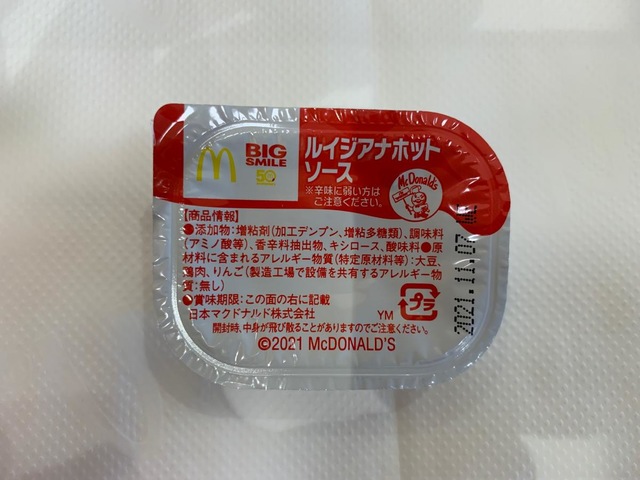 M
BIG
SMILE
50
ルイジアナホット
ソース
※辛味に弱い方は
ご注意ください。
McDonald's
【商品情報】
●添加物:増粘剤(加工デンプン、増粘多糖類)、調味料
(アミノ酸等)、香辛料抽出物、キシロース、酸味料●原
材料に含まれるアレルギー物質(特定原材料等):大豆、
鶏肉、りんご(製造工場で設備を共有するアレルギー物
質:無し)
●賞味期限:この面の右に記載
日本マクドナルド株式会社 YM
プラ
開封時、中身が飛び散ることがありますのでご注意ください。
©2021 McDONALD'S
2021.11.07